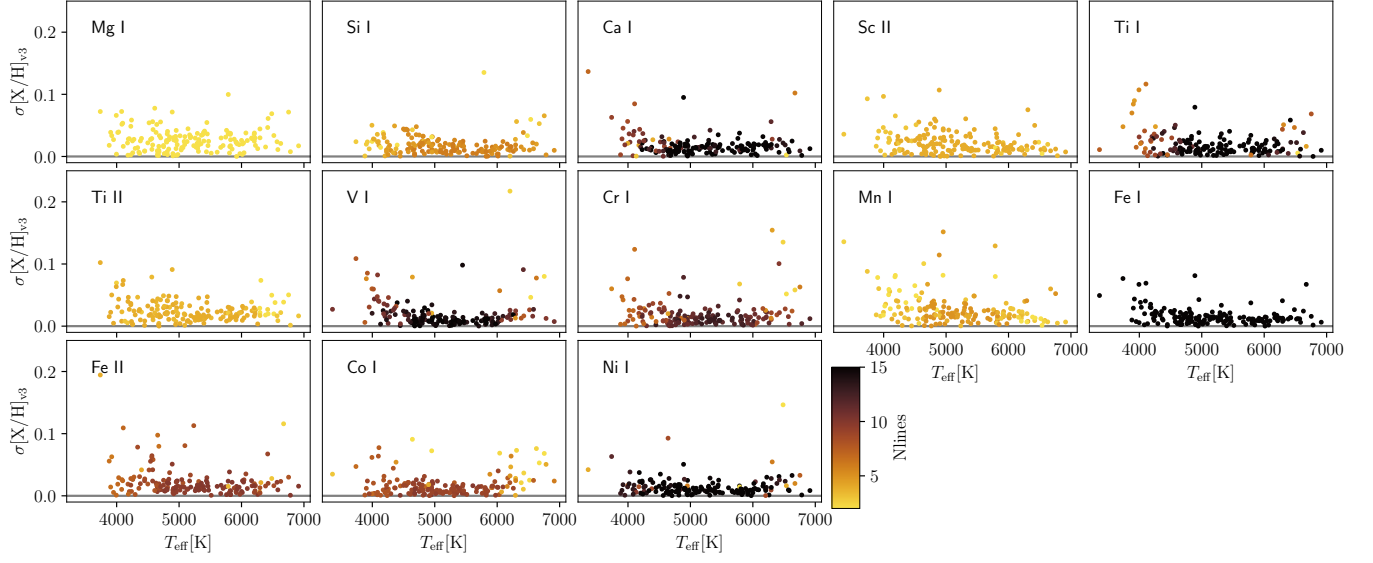 Mg I
Si I
Ca I
Sc II
Ti I
σ[X/H]v3
0.2
0.1
0.0
Ti II
V I
Cr I
Mn I
Fe I
σ[X/H]v3
0.2
0.1
0.0
4000 5000 6000 7000
Teff[K]
4000 5000 6000 7000
Teff[K]
Fe II
Co I
Ni I
σ[X/H]v3
0.2
0.1
0.0
4000 5000 6000 7000
Teff[K]
4000 5000 6000 7000
Teff[K]
4000 5000 6000 7000
Teff[K]
15
10
5
Nlines